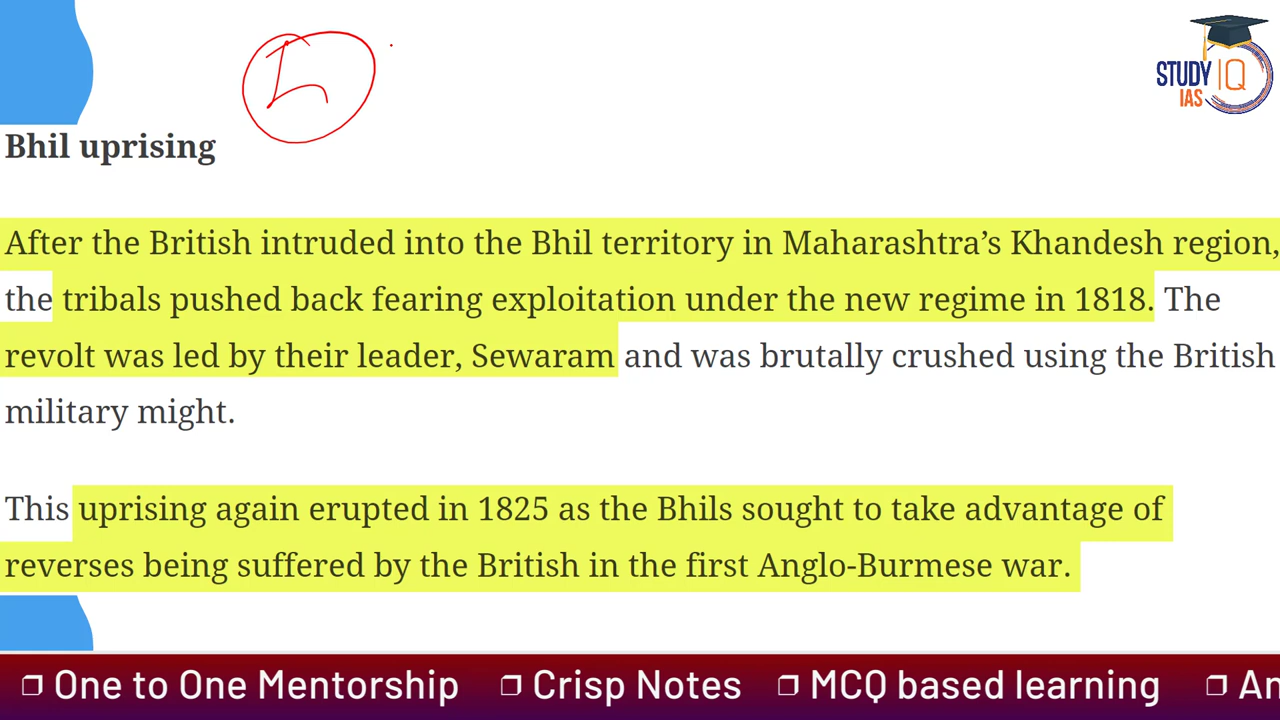 STUDY IQ
IAS
Bhil uprising
After the British intruded into the Bhil territory in Maharashtra’s Khandesh region,
the tribals pushed back fearing exploitation under the new regime in 1818. The
revolt was led by their leader, Sewaram and was brutally crushed using the British
military might.
This uprising again erupted in 1825 as the Bhils sought to take advantage of
reverses being suffered by the British in the first Anglo-Burmese war.
❐ One to One Mentorship ❐ Crisp Notes ❐ MCQ based learning ❐ An